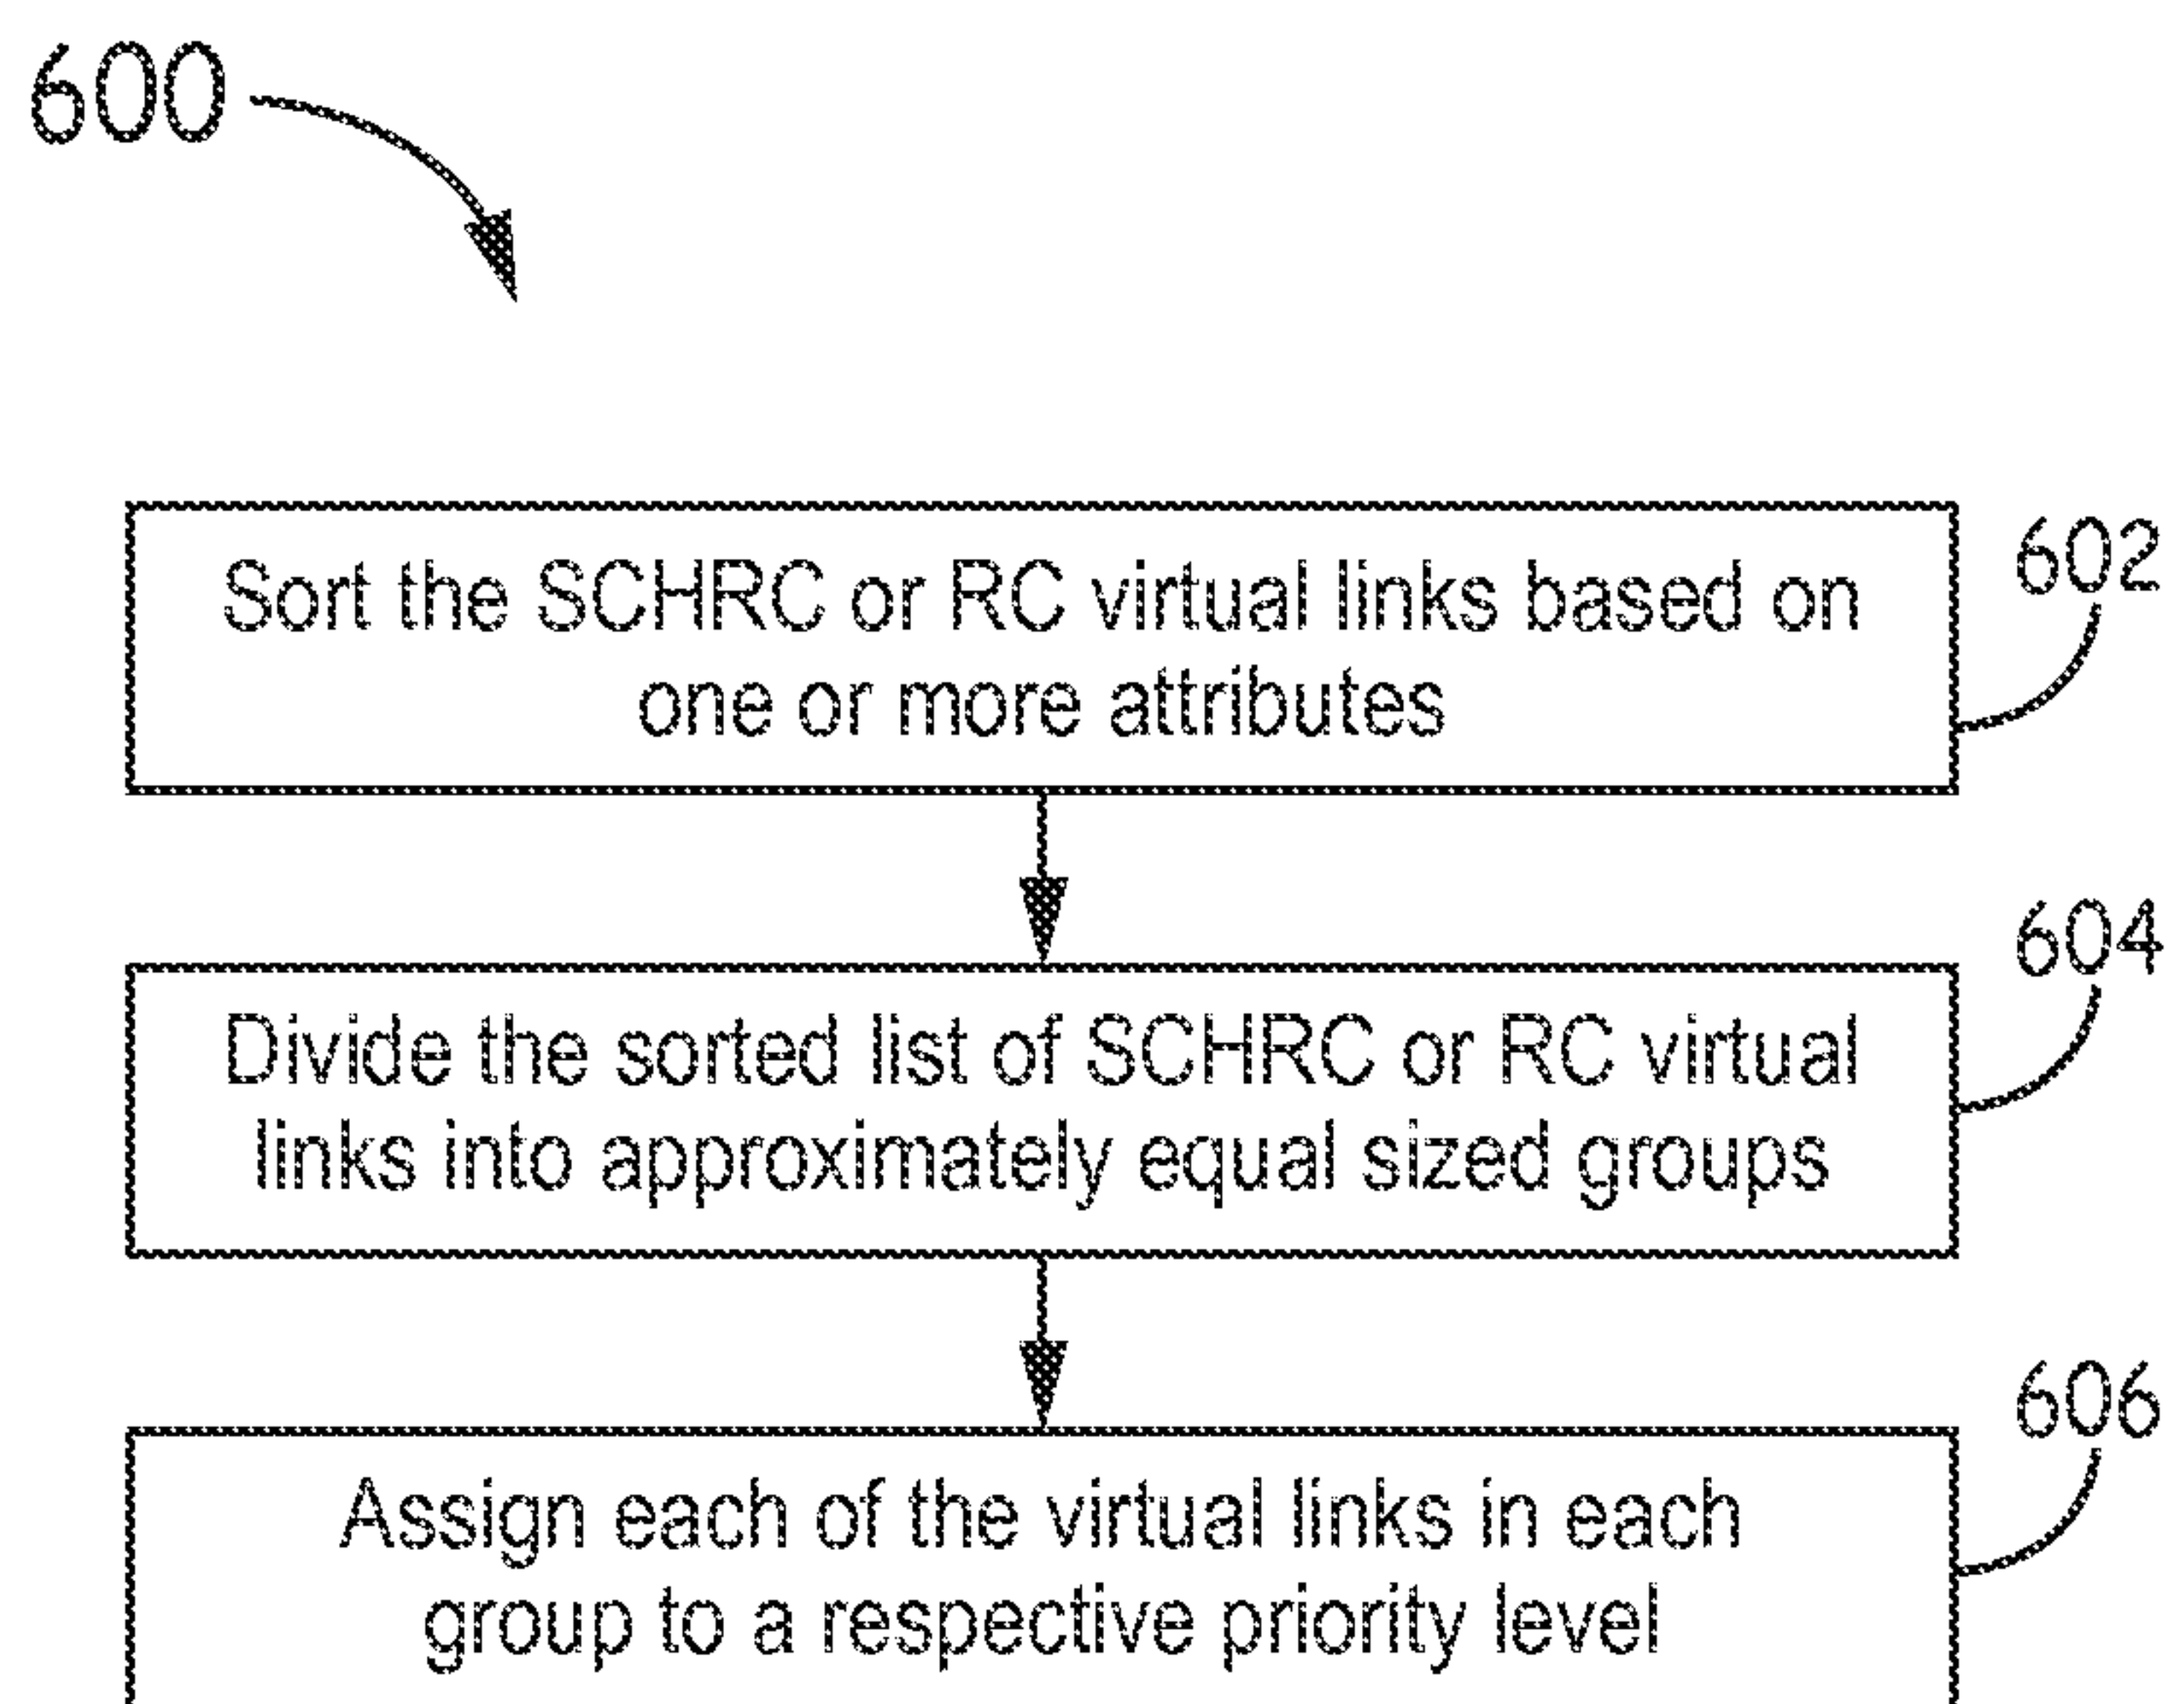 600
Sort the SCHRC or RC virtual links based on
one or more attributes
602
Divide the sorted list of SCHRC or RC virtual
links into approximately equal sized groups
604
Assign each of the virtual links in each
group to a respective priority level
606